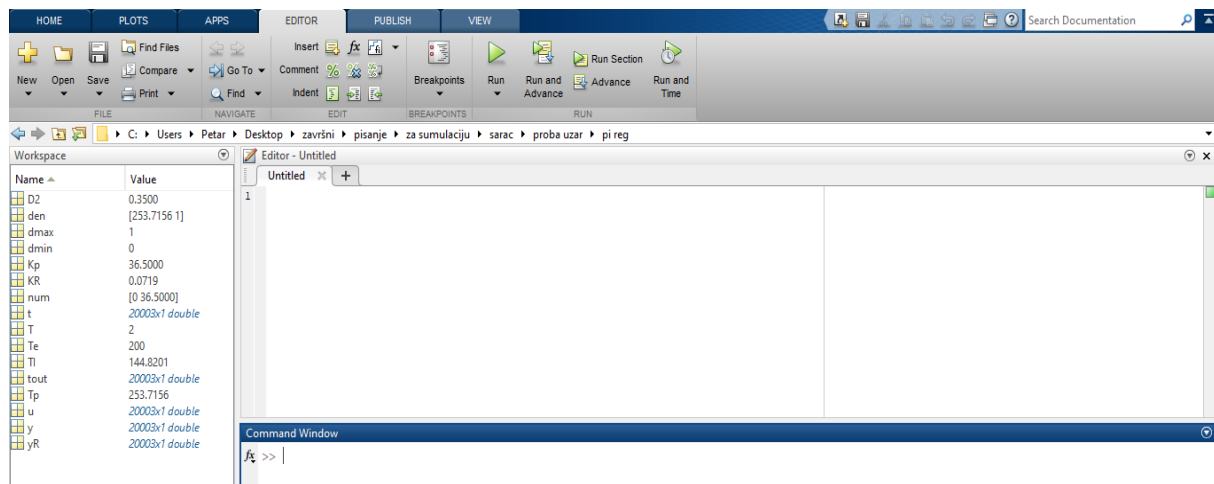 HOME PLOTS APPS EDITOR PUBLISH VIEW Search Documentation
Find Files Insert fx
Compare Go To Comment % Run Section
New Open Save Breakpoints Run Run and Advance Run and
Print Find Indent Advance Time
FILE NAVIGATE EDIT BREAKPOINTS RUN
C: Users Petar Desktop završni pisanje za sumulaciju sarac proba uzar pi reg
Workspace
Name Value
D2 0.3500
den [253.7156 1]
dmax 1
dmin 0
Kp 36.5000
KR 0.0719
num [0 36.5000]
t 20003x1 double
T 2
Te 200
TI 144.8201
tout 20003x1 double
Tp 253.7156
u 20003x1 double
y 20003x1 double
yR 20003x1 double
Editor - Untitled
Untitled +
1
Command Window
fx >>